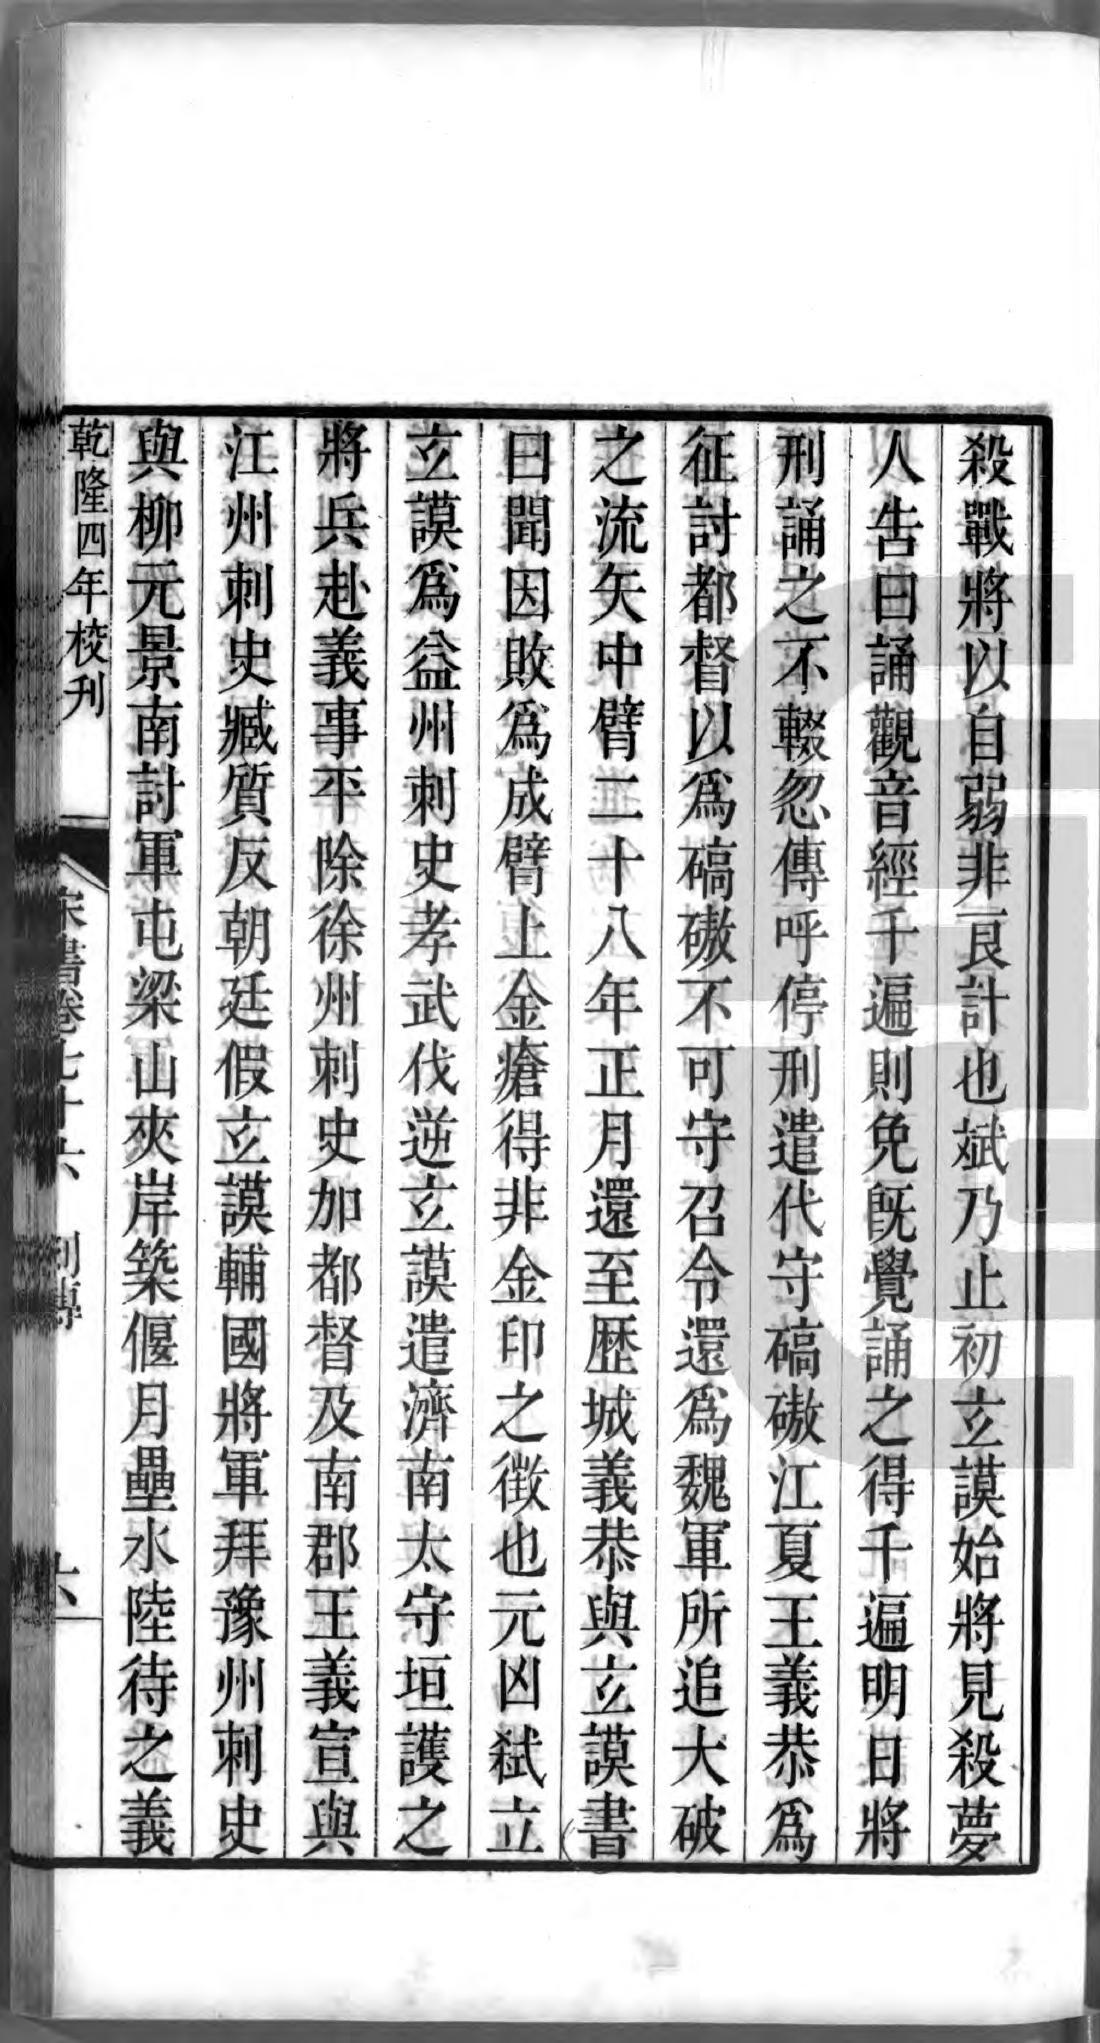 殺戰將以自弱非良計也斌乃止初玄謨始將見殺夢
人告曰誦觀音經千遍則免既覺誦之得千遍明日將
刑誦之不輟忽傳呼停刑遣代守碻磝江夏王義恭爲
征討都督以爲碻磝不可守召令還爲魏軍所追大破
之流矢中臂二十八年正月還至歷城義恭與玄謨書
曰聞因敗爲成臂上金瘡得非金印之徵也元凶弑立
玄謨爲益州刺史孝武伐逆玄謨遣濟南太守垣護之
將兵赴義事平除徐州刺史加都督及南郡王義宣與
江州刺史臧質反朝廷假玄謨輔國將軍拜豫州刺史
與柳元景南討軍屯梁山夾岸築偃月壘水陸待之義
乾隆四年校刊
宋書卷七十六 列傳 六